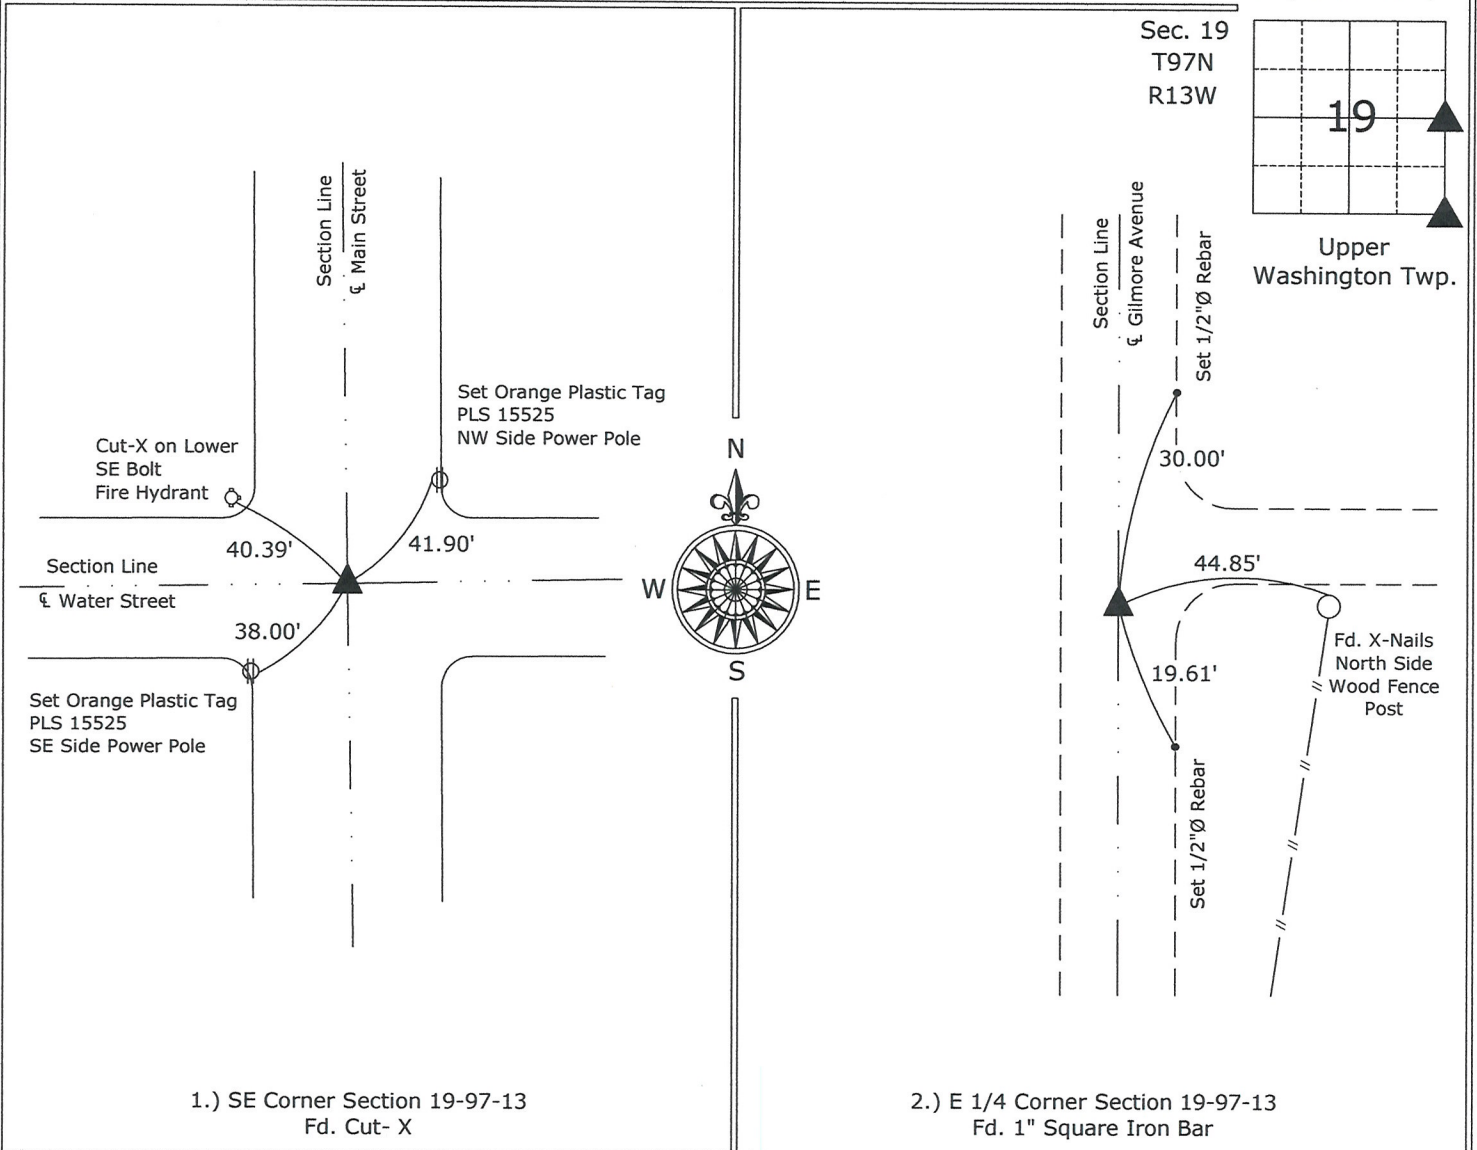 Sec. 19
T97N
R13W
19
Upper
Washington Twp.
Section Line
℄ Main Street
Set Orange Plastic Tag
PLS 15525
NW Side Power Pole
Cut-X on Lower
SE Bolt
Fire Hydrant
40.39'
41.90'
Section Line
℄ Water Street
38.00'
Set Orange Plastic Tag
PLS 15525
SE Side Power Pole
1.) SE Corner Section 19-97-13
Fd. Cut- X
N
W
E
S
Section Line
℄ Gilmore Avenue
Set 1/2"Ø Rebar
30.00'
44.85'
19.61'
Fd. X-Nails
North Side
Wood Fence
Post
Set 1/2"Ø Rebar
2.) E 1/4 Corner Section 19-97-13
Fd. 1" Square Iron Bar